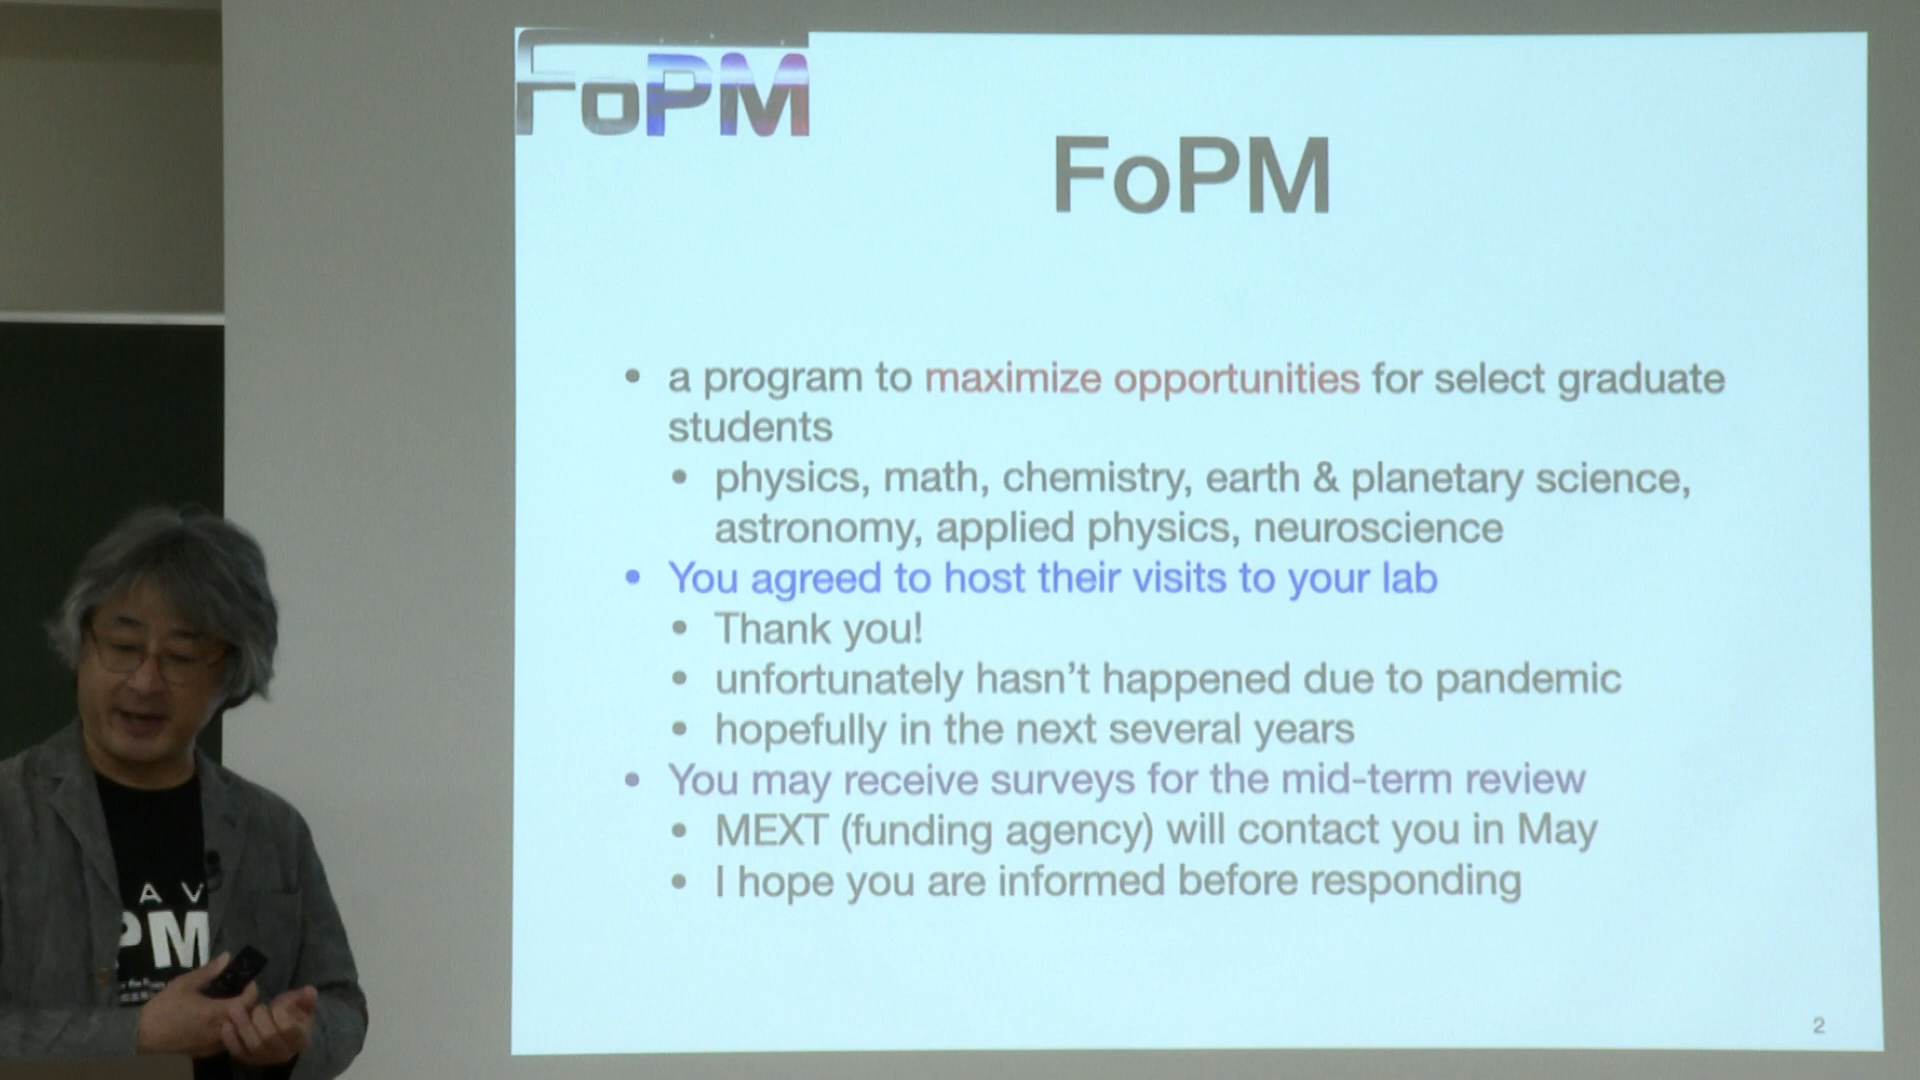 FoPM
FoPM
• a program to maximize opportunities for select graduate
students
• physics, math, chemistry, earth & planetary science,
astronomy, applied physics, neuroscience
• You agreed to host their visits to your lab
• Thank you!
• unfortunately hasn't happened due to pandemic
• hopefully in the next several years
• You may receive surveys for the mid-term review
• MEXT (funding agency) will contact you in May
• I hope you are informed before responding
2
A V
PM